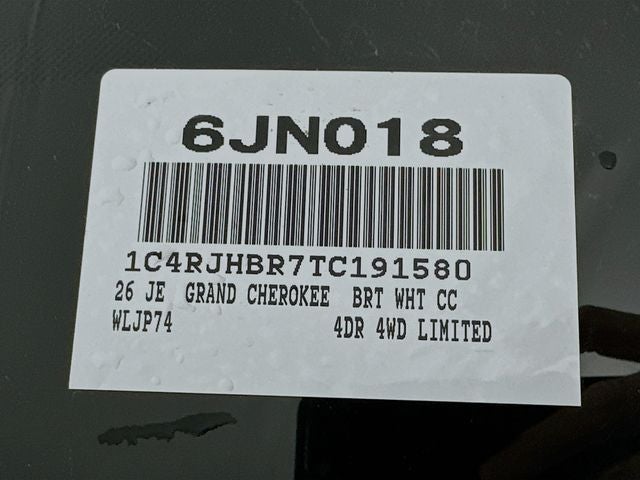 6JN018
1C4RJHBR7TC191580
26 JE GRAND CHEROKEE BRT WHT CC
WLJP74 4DR 4WD LIMITED